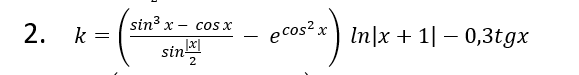 2. k = ( (sin³ x − cos x) / (sin |x|/2) − e^(cos² x) ) ln|x + 1| − 0,3tgx